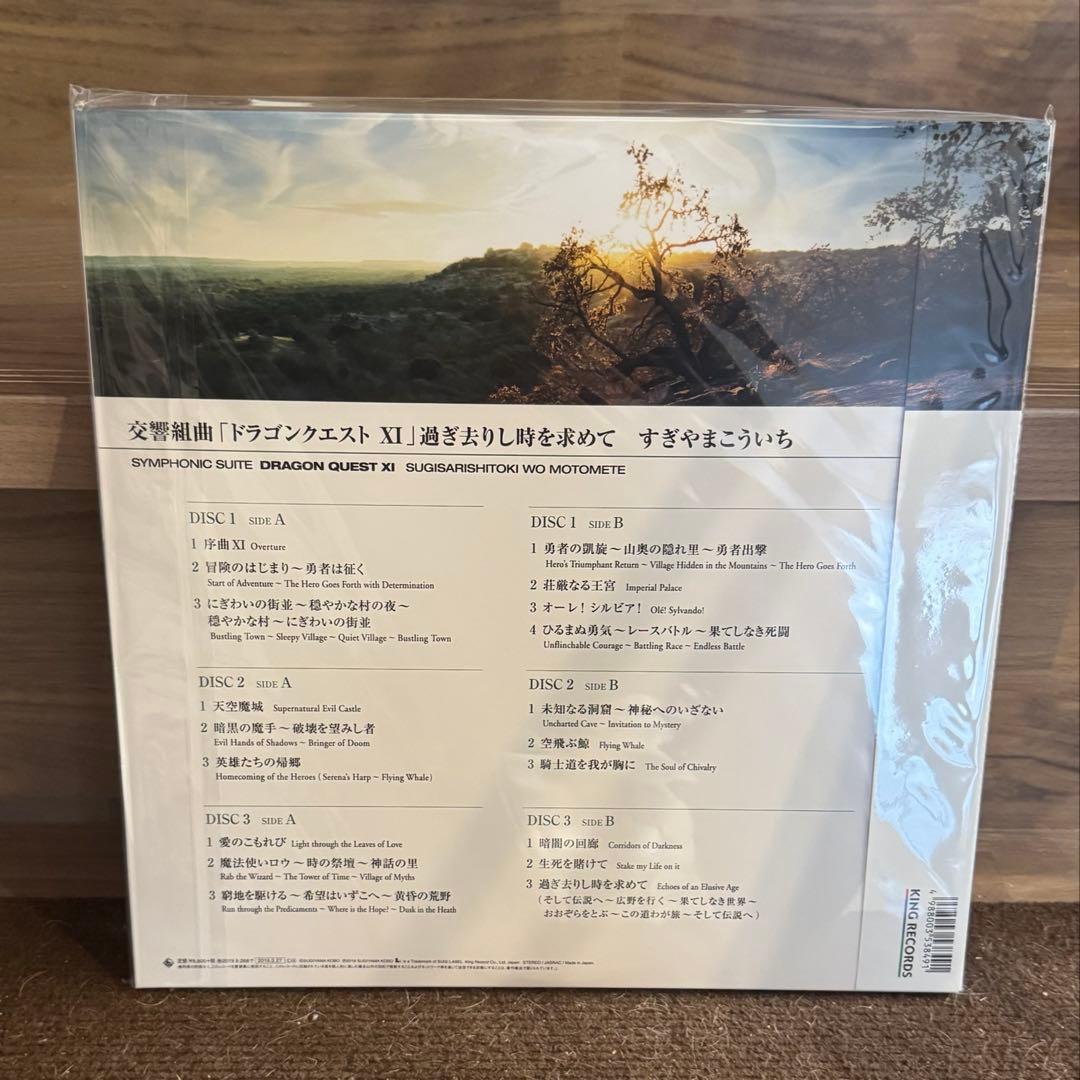 交響組曲「ドラゴンクエスト XI」過ぎ去りし時を求めて すぎやまこういち
SYMPHONIC SUITE DRAGON QUEST XI SUGISARISHITOKI WO MOTOMETE
DISC 1 SIDE A
1 序曲XI Overture
2 冒険のはじまり～勇者は征く
Start of Adventure ~ The Hero Goes Forth with Determination
3 にぎわいの街並～穏やかな村の夜～
穏やかな村～にぎわいの街並
Bustling Town ~ Sleepy Village ~ Quiet Village ~ Bustling Town
DISC 1 SIDE B
1 勇者の凱旋～山奥の隠れ里～勇者出撃
Hero's Triumphant Return ~ Village Hidden in the Mountains ~ The Hero Goes Forth
2 荘厳なる王宮 Imperial Palace
3 オーレ！シルビア！ Olé! Sylvando!
4 ひるまぬ勇気～レースバトル～果てしなき死闘
Unflinchable Courage ~ Battling Race ~ Endless Battle
DISC 2 SIDE A
1 天空魔城 Supernatural Evil Castle
2 暗黒の魔手～破壊を望みし者
Evil Hands of Shadows ~ Bringer of Doom
3 英雄たちの帰郷
Homecoming of the Heroes ( Serena's Harp ~ Flying Whale)
DISC 2 SIDE B
1 未知なる洞窟～神秘へのいざない
Uncharted Cave ~ Invitation to Mystery
2 空飛ぶ鯨 Flying Whale
3 騎士道を我が胸に The Soul of Chivalry
DISC 3 SIDE A
1 愛のこもれび Light through the Leaves of Love
2 魔法使いロウ～時の祭壇～神話の里
Rab the Wizard ~ The Tower of Time ~ Village of Myths
3 窮地を駆ける～希望はいずこへ～黄昏の荒野
Run through the Predicaments ~ Where is the Hope? ~ Dusk in the Heath
DISC 3 SIDE B
1 暗闇の回廊 Corridors of Darkness
2 生死を賭けて Stake my Life on it
3 過ぎ去りし時を求めて Echoes of an Elusive Age
（そして伝説へ～広野を行く～果てしなき世界～
おおぞらをとぶ～この道わが旅～そして伝説へ）
KING RECORDS
4 988003 538491